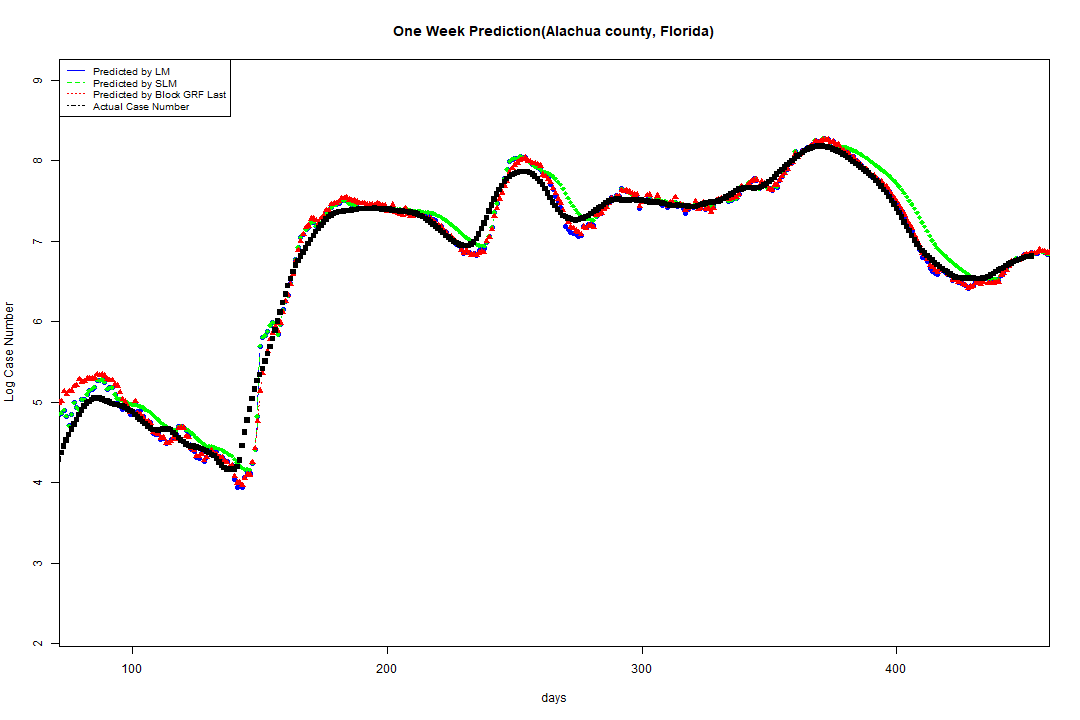 One Week Prediction(Alachua county, Florida)
Predicted by LM
Predicted by SLM
Predicted by Block GRF Last
Actual Case Number
9
8
7
6
5
4
3
2
Log Case Number
100 200 300 400
days